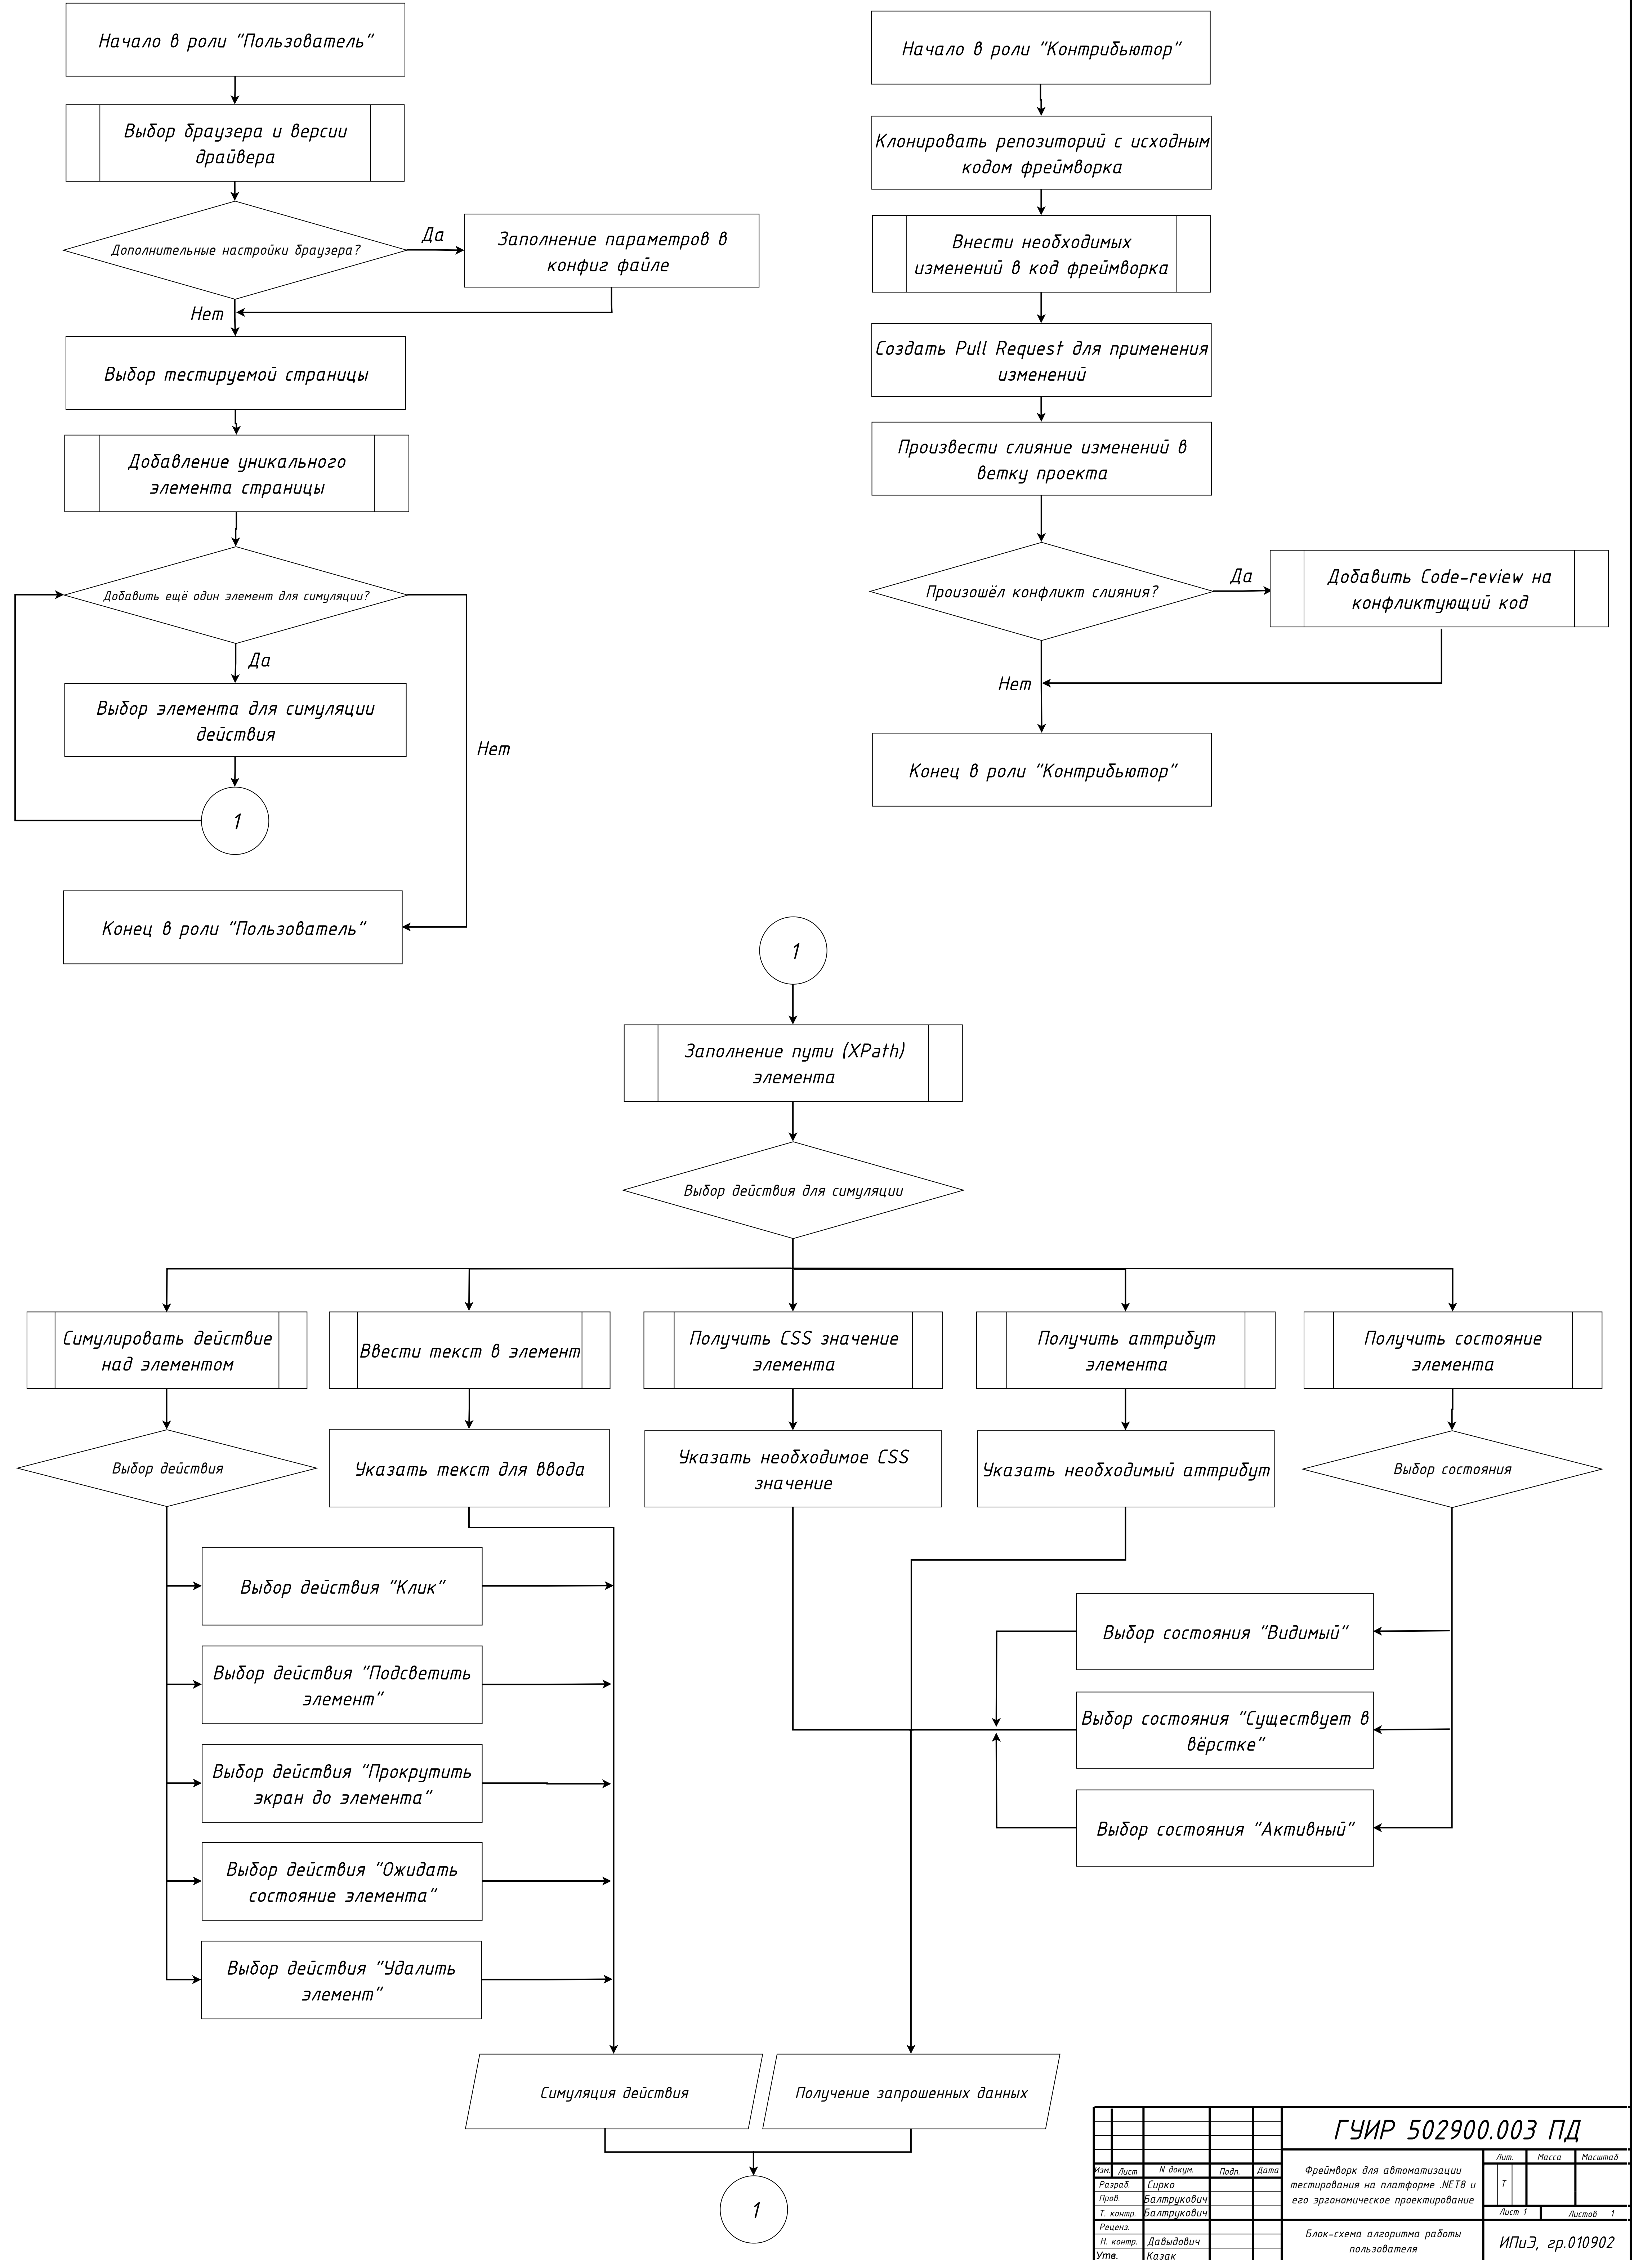 Начало в роли "Пользователь"
Выбор браузера и версии
драйвера
Дополнительные настройки браузера?
Да
Заполнение параметров в
конфиг файле
Нет
Выбор тестируемой страницы
Добавление уникального
элемента страницы
Добавить ещё один элемент для симуляции?
Да
Выбор элемента для симуляции
действия
Нет
1
Конец в роли "Пользователь"
Начало в роли "Контрибьютор"
Клонировать репозиторий с исходным
кодом фреймворка
Внести необходимых
изменений в код фреймворка
Создать Pull Request для применения
изменений
Произвести слияние изменений в
ветку проекта
Произошёл конфликт слияния?
Да
Добавить Code-review на
конфликтующий код
Нет
Конец в роли "Контрибьютор"
1
Заполнение пути (XPath)
элемента
Выбор действия для симуляции
Симулировать действие
над элементом
Ввести текст в элемент
Получить CSS значение
элемента
Получить аттрибут
элемента
Получить состояние
элемента
Выбор действия
Указать текст для ввода
Указать необходимое CSS
значение
Указать необходимый аттрибут
Выбор состояния
Выбор действия "Клик"
Выбор действия "Подсветить
элемент"
Выбор действия "Прокрутить
экран до элемента"
Выбор действия "Ожидать
состояние элемента"
Выбор действия "Удалить
элемент"
Выбор состояния "Видимый"
Выбор состояния "Существует в
вёрстке"
Выбор состояния "Активный"
Симуляция действия
Получение запрошенных данных
1
ГУИР 502900.003 ПД
Изм. Лист N докум. Подп. Дата
Разраб. Сирко
Пров. Балтрукович
Т. контр. Балтрукович
Реценз.
Н. контр. Давыдович
Утв. Казак
Фреймворк для автоматизации
тестирования на платформе .NET8 и
его эргономическое проектирование
Лит. Масса Масштаб
Т
Лист 1 Листов 1
Блок-схема алгоритма работы
пользователя
ИПиЭ, гр.010902